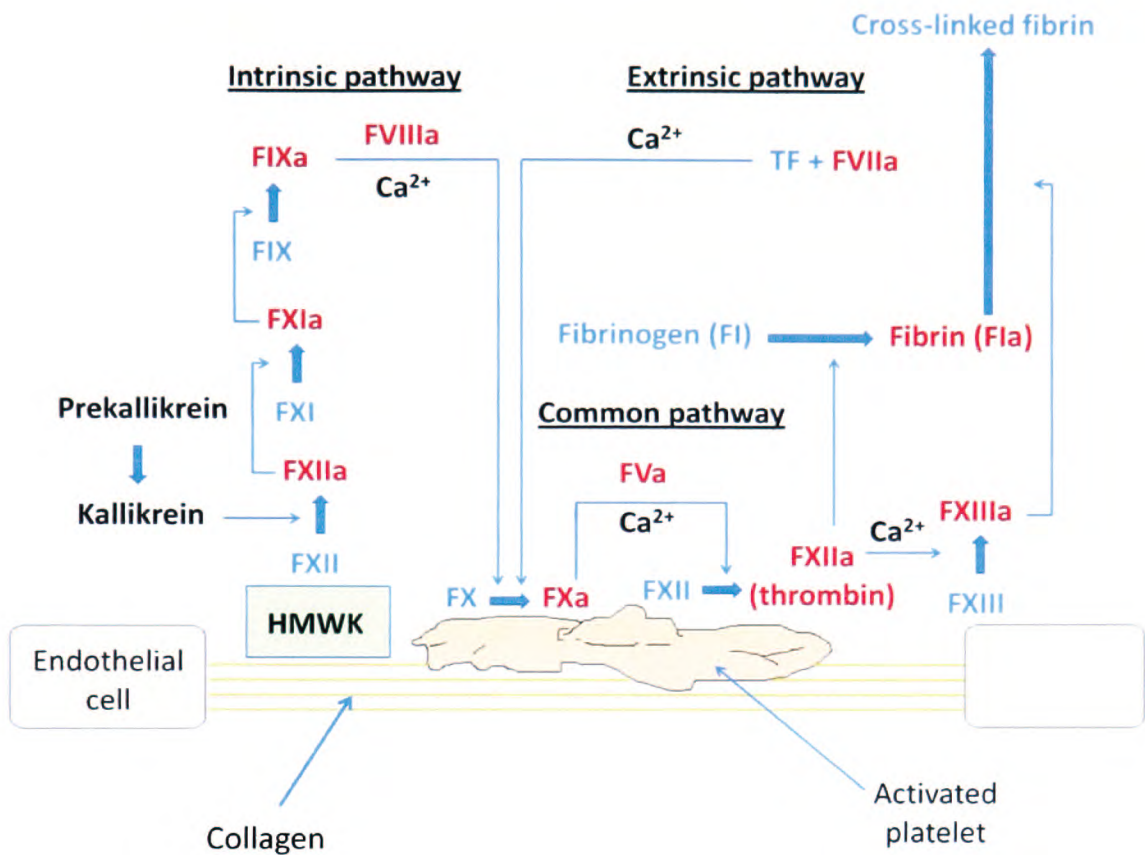 Cross-linked fibrin
Intrinsic pathway
Extrinsic pathway
FVIIIa
Ca²⁺
FIXa
Ca²⁺
TF + FVIIa
FIX
FXIa
Fibrinogen (FI)
Fibrin (FIa)
Prekallikrein
FXI
Common pathway
FXIIa
FVa
Kallikrein
Ca²⁺
FXIIIa
FXIIa
Ca²⁺
FXII
FX
FXa
FXII
(thrombin)
FXIII
HMWK
Endothelial
cell
Collagen
Activated
platelet